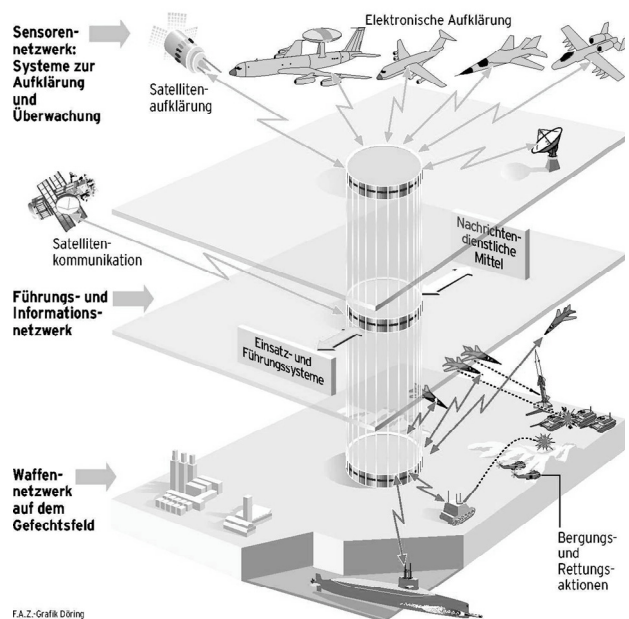 Sensoren-
netzwerk:
Systeme zur
Aufklärung
und
Überwachung
Elektronische Aufklärung
Satelliten-
aufklärung
Satelliten-
kommunikation
Nachrichten-
dienstliche
Mittel
Führungs- und
Informations-
netzwerk
Einsatz- und
Führungssysteme
Waffen-
netzwerk
auf dem
Gefechtsfeld
Bergungs-
und
Rettungs-
aktionen
F.A.Z.-Grafik Döring